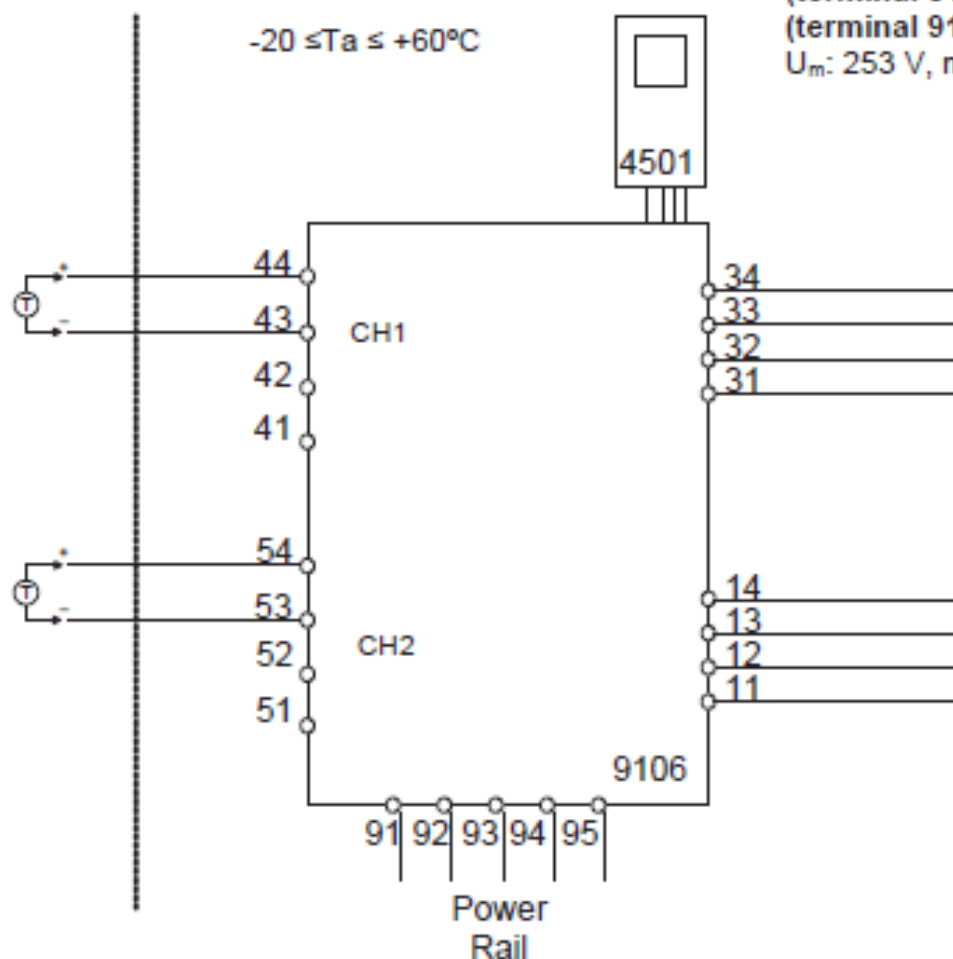 (terminal 91
-20 ≤Ta ≤ +60ºC
Um: 253 V,
4501
44
43
42
41
CH1
34
33
32
31
54
53
52
51
CH2
14
13
12
11
9106
91 92 93 94 95
Power
Rail
T
+
-
T
+
-